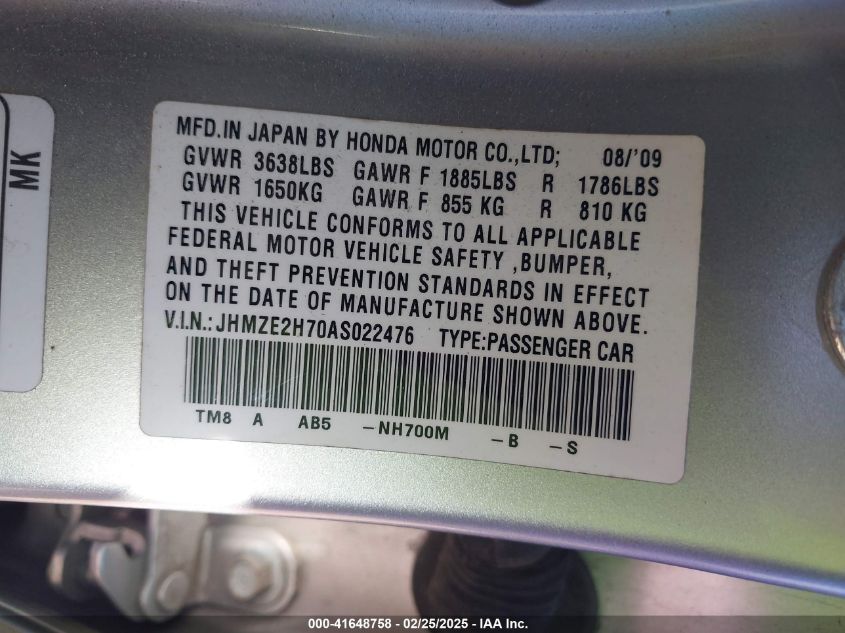 MK
MFD.IN JAPAN BY HONDA MOTOR CO.,LTD; 08/'09
GVWR 3638LBS GAWR F 1885LBS R 1786LBS
GVWR 1650KG GAWR F 855 KG R 810 KG
THIS VEHICLE CONFORMS TO ALL APPLICABLE
FEDERAL MOTOR VEHICLE SAFETY ,BUMPER,
AND THEFT PREVENTION STANDARDS IN EFFECT
ON THE DATE OF MANUFACTURE SHOWN ABOVE.
V.I.N.:JHMZE2H70AS022476 TYPE:PASSENGER CAR
TM8 A AB5 -NH700M -B -S
000-41648758 - 02/25/2025 - IAA Inc.